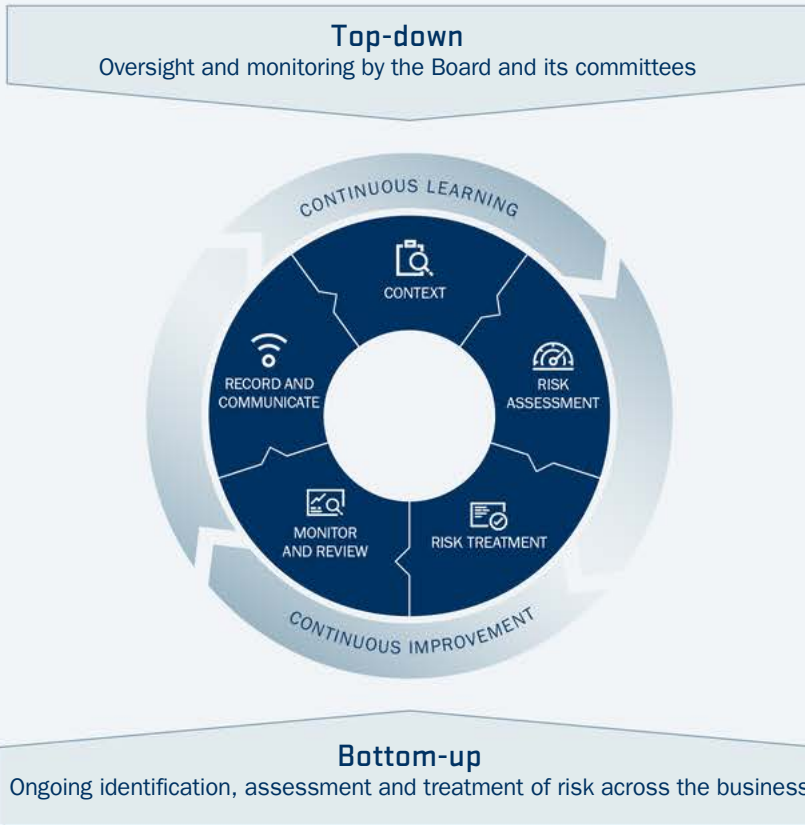 Top-down
Oversight and monitoring by the Board and its committees
CONTINUOUS LEARNING
CONTEXT
RISK
ASSESSMENT
RISK TREATMENT
MONITOR
AND REVIEW
RECORD AND
COMMUNICATE
CONTINUOUS IMPROVEMENT
Bottom-up
Ongoing identification, assessment and treatment of risk across the business